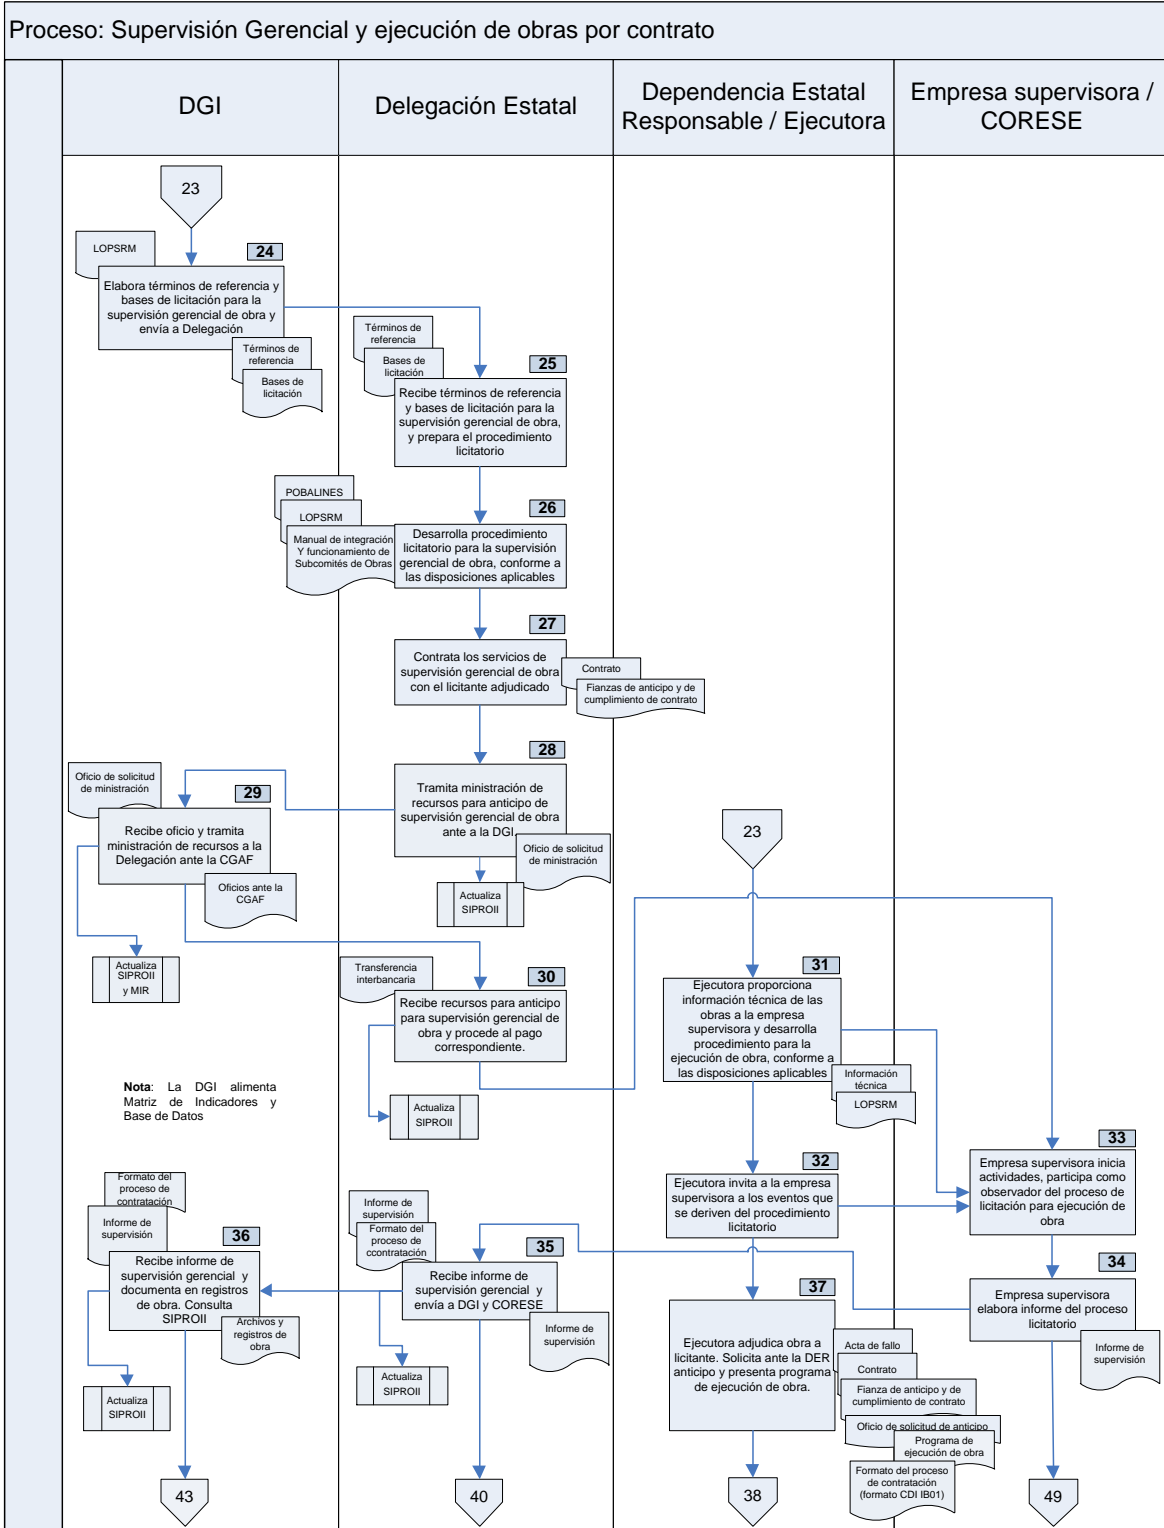 Proceso: Supervisión Gerencial y ejecución de obras por contrato
DGI
Delegación Estatal
Dependencia Estatal
Responsable / Ejecutora
Empresa supervisora /
CORESE
23
LOPSRM
24
Elabora términos de referencia y
bases de licitación para la
supervisión gerencial de obra y
envía a Delegación
Términos de
referencia
Bases de
licitación
Términos de
referencia
Bases de
licitación
25
Recibe términos de referencia
y bases de licitación para la
supervisión gerencial de obra,
y prepara el procedimiento
licitatorio
POBALINES
LOPSRM
Manual de integración
Y funcionamiento de
Subcomités de Obras
26
Desarrolla procedimiento
licitatorio para la supervisión
gerencial de obra, conforme a
las disposiciones aplicables
27
Contrata los servicios de
supervisión gerencial de obra
con el licitante adjudicado
Contrato
Fianzas de anticipo y de
cumplimiento de contrato
28
Tramita ministración de
recursos para anticipo de
supervisión gerencial de obra
ante a la DGI.
Oficio de solicitud
de ministración
Actualiza
SIPROII
Oficio de solicitud
de ministración
29
Recibe oficio y tramita
ministración de recursos a la
Delegación ante la CGAF
Oficios ante la
CGAF
Actualiza
SIPROII
y MIR
23
Transferencia
interbancaria
30
Recibe recursos para anticipo
para supervisión gerencial de
obra y procede al pago
correspondiente.
Actualiza
SIPROII
31
Ejecutora proporciona
información técnica de las
obras a la empresa
supervisora y desarrolla
procedimiento para la
ejecución de obra, conforme a
las disposiciones aplicables
Información
técnica
LOPSRM
Nota: La DGI alimenta
Matriz de Indicadores y
Base de Datos
32
Ejecutora invita a la empresa
supervisora a los eventos que
se deriven del procedimiento
licitatorio
33
Empresa supervisora inicia
actividades, participa como
observador del proceso de
licitación para ejecución de
obra
34
Empresa supervisora
elabora informe del proceso
licitatorio
Informe de
supervisión
Informe de
supervisión
Formato del
proceso de
ccontratación
35
Recibe informe de
supervisión gerencial y
envía a DGI y CORESE
Informe de
supervisión
Actualiza
SIPROII
Formato del
proceso de
contratación
Informe de
supervisión
36
Recibe informe de
supervisión gerencial y
documenta en registros
de obra. Consulta
SIPROII
Archivos y
registros de
obra
Actualiza
SIPROII
37
Ejecutora adjudica obra a
licitante. Solicita ante la DER
anticipo y presenta programa
de ejecución de obra.
Acta de fallo
Contrato
Fianza de anticipo y de
cumplimiento de contrato
Oficio de solicitud de anticipo
Programa de
ejecución de obra
Formato del proceso
de contratación
(formato CDI IB01)
43
40
38
49